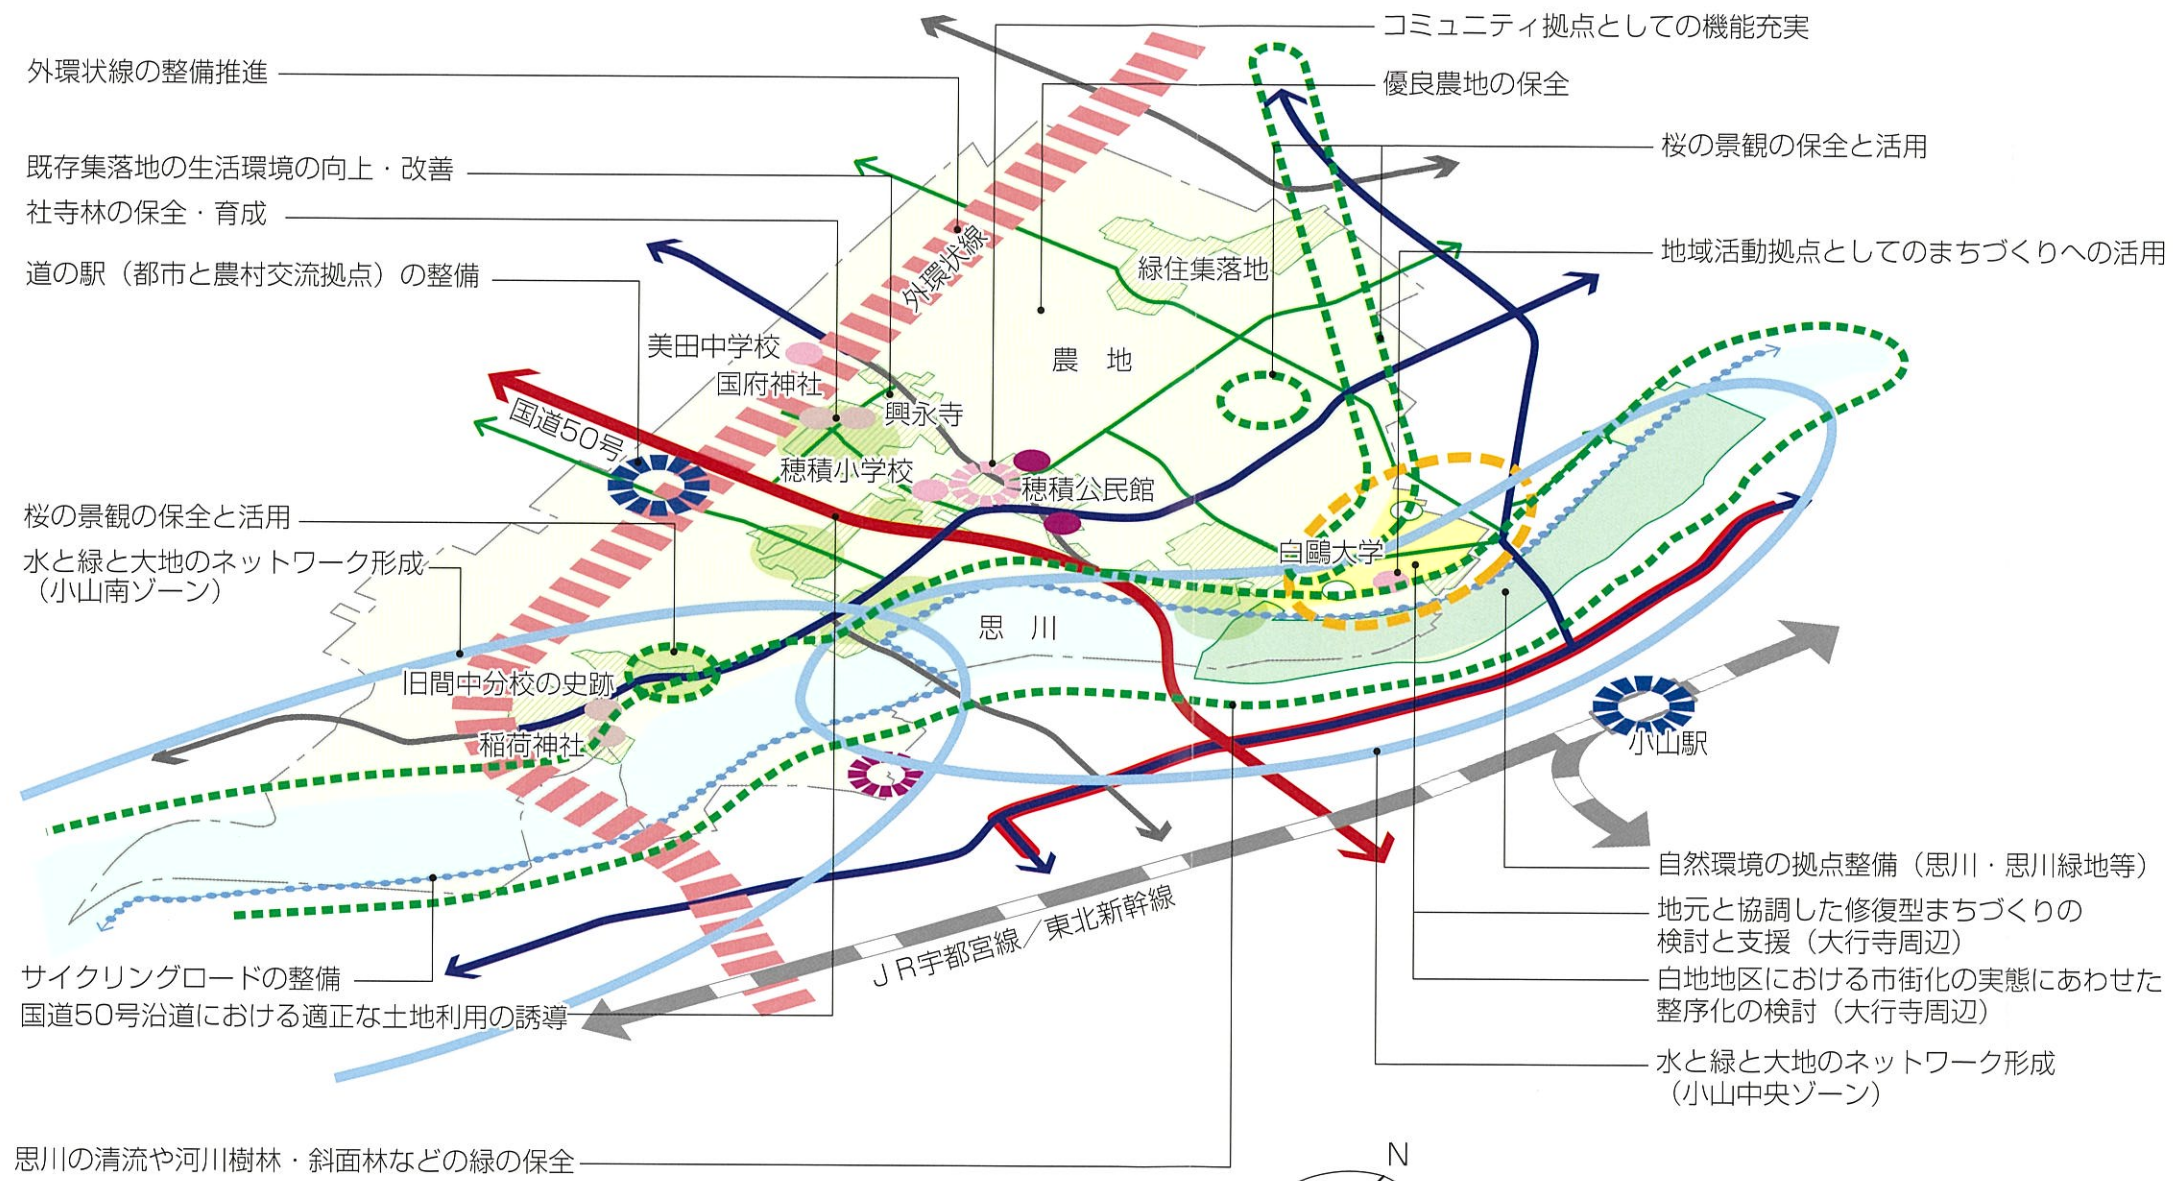 コミュニティ拠点としての機能充実
外環状線の整備推進
優良農地の保全
桜の景観の保全と活用
既存集落地の生活環境の向上・改善
社寺林の保全・育成
地域活動拠点としてのまちづくりへの活用
道の駅（都市と農村交流拠点）の整備
外環状線
緑住集落地
美田中学校
農　地
国府神社
国道50号
興永寺
穂積小学校
穂積公民館
桜の景観の保全と活用
水と緑と大地のネットワーク形成
（小山南ゾーン）
白鷗大学
思　川
旧間中分校の史跡
稲荷神社
小山駅
自然環境の拠点整備（思川・思川緑地等）
地元と協調した修復型まちづくりの
検討と支援（大行寺周辺）
ＪＲ宇都宮線／東北新幹線
サイクリングロードの整備
白地地区における市街化の実態にあわせた
整序化の検討（大行寺周辺）
国道50号沿道における適正な土地利用の誘導
水と緑と大地のネットワーク形成
（小山中央ゾーン）
思川の清流や河川樹林・斜面林などの緑の保全
N